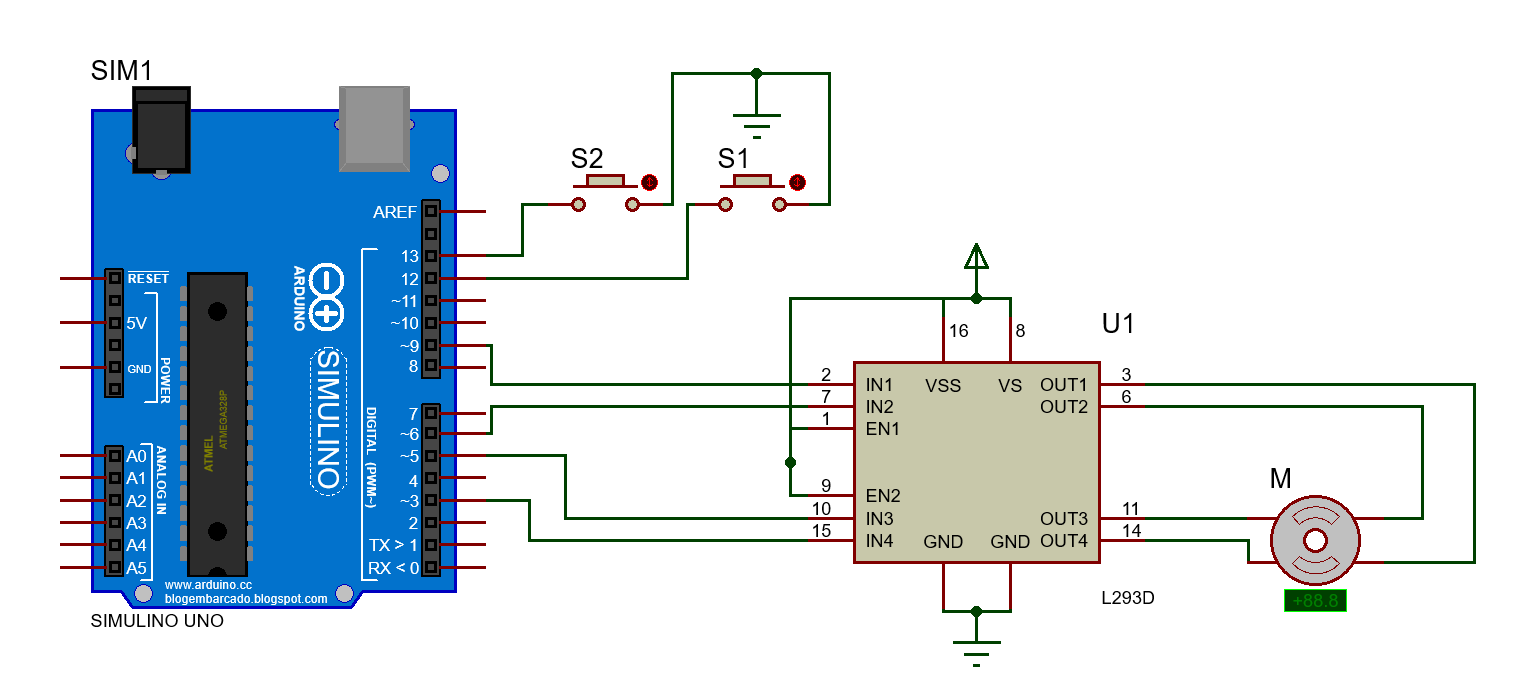 SIM1
S2
S1
AREF
13
12
~11
~10
~9
8
RESET
5V
GND
POWER
ARDUINO
SIMULINO
ATMEL
ATMEGA328P
DIGITAL (PWM~)
7
~6
~5
4
~3
2
TX > 1
RX < 0
A0
A1
A2
A3
A4
A5
ANALOG IN
www.arduino.cc
blogembarcado.blogspot.com
SIMULINO UNO
U1
16
8
2
7
1
9
10
15
IN1
IN2
EN1
EN2
IN3
IN4
VSS
VS
OUT1
OUT2
OUT3
OUT4
GND
GND
3
6
11
14
L293D
M
+88.8